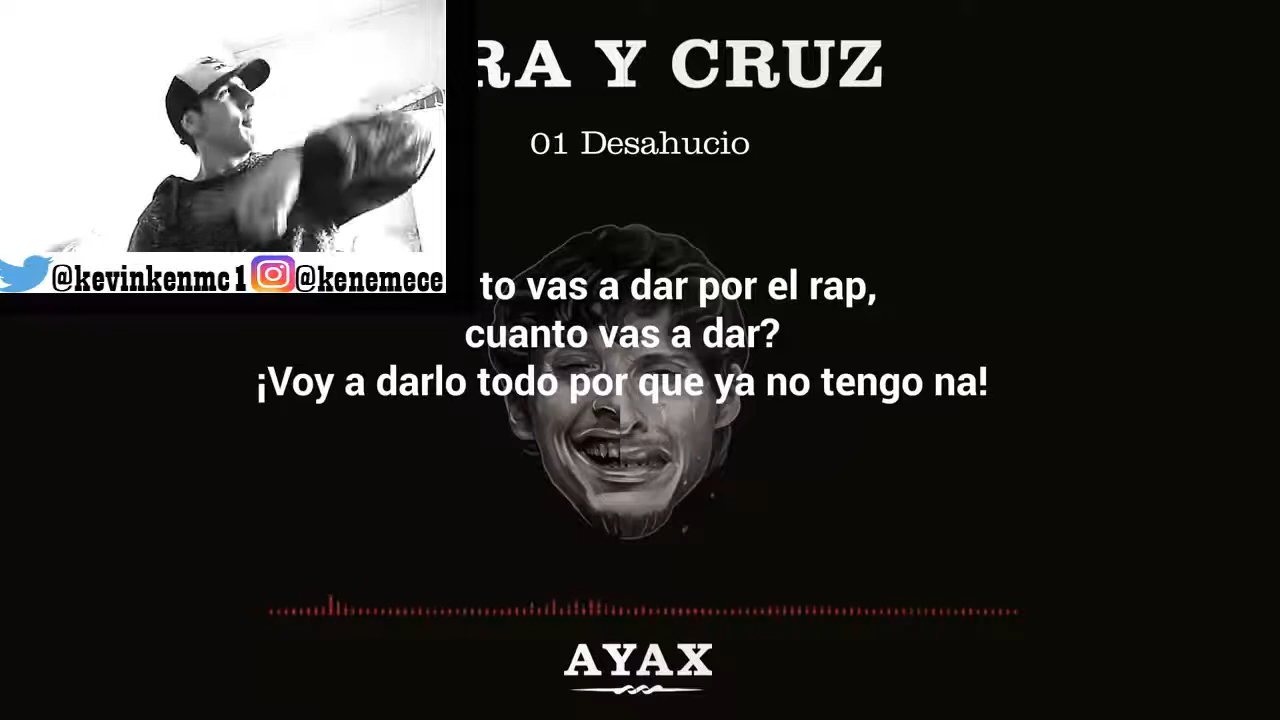 RA Y CRUZ
01 Desahucio
@kevinkenmc1 @kenemece
to vas a dar por el rap,
cuanto vas a dar?
¡Voy a darlo todo por que ya no tengo na!
AYAX